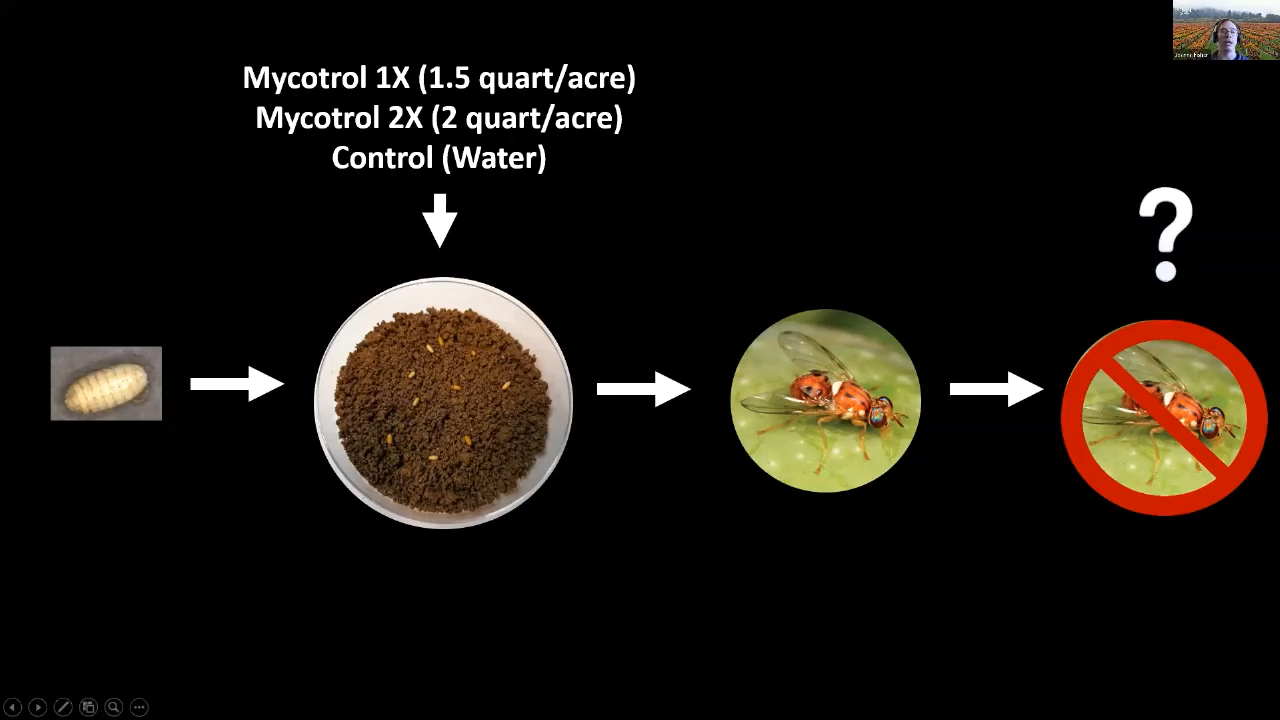 Mycotrol 1X (1.5 quart/acre)
Mycotrol 2X (2 quart/acre)
Control (Water)
?